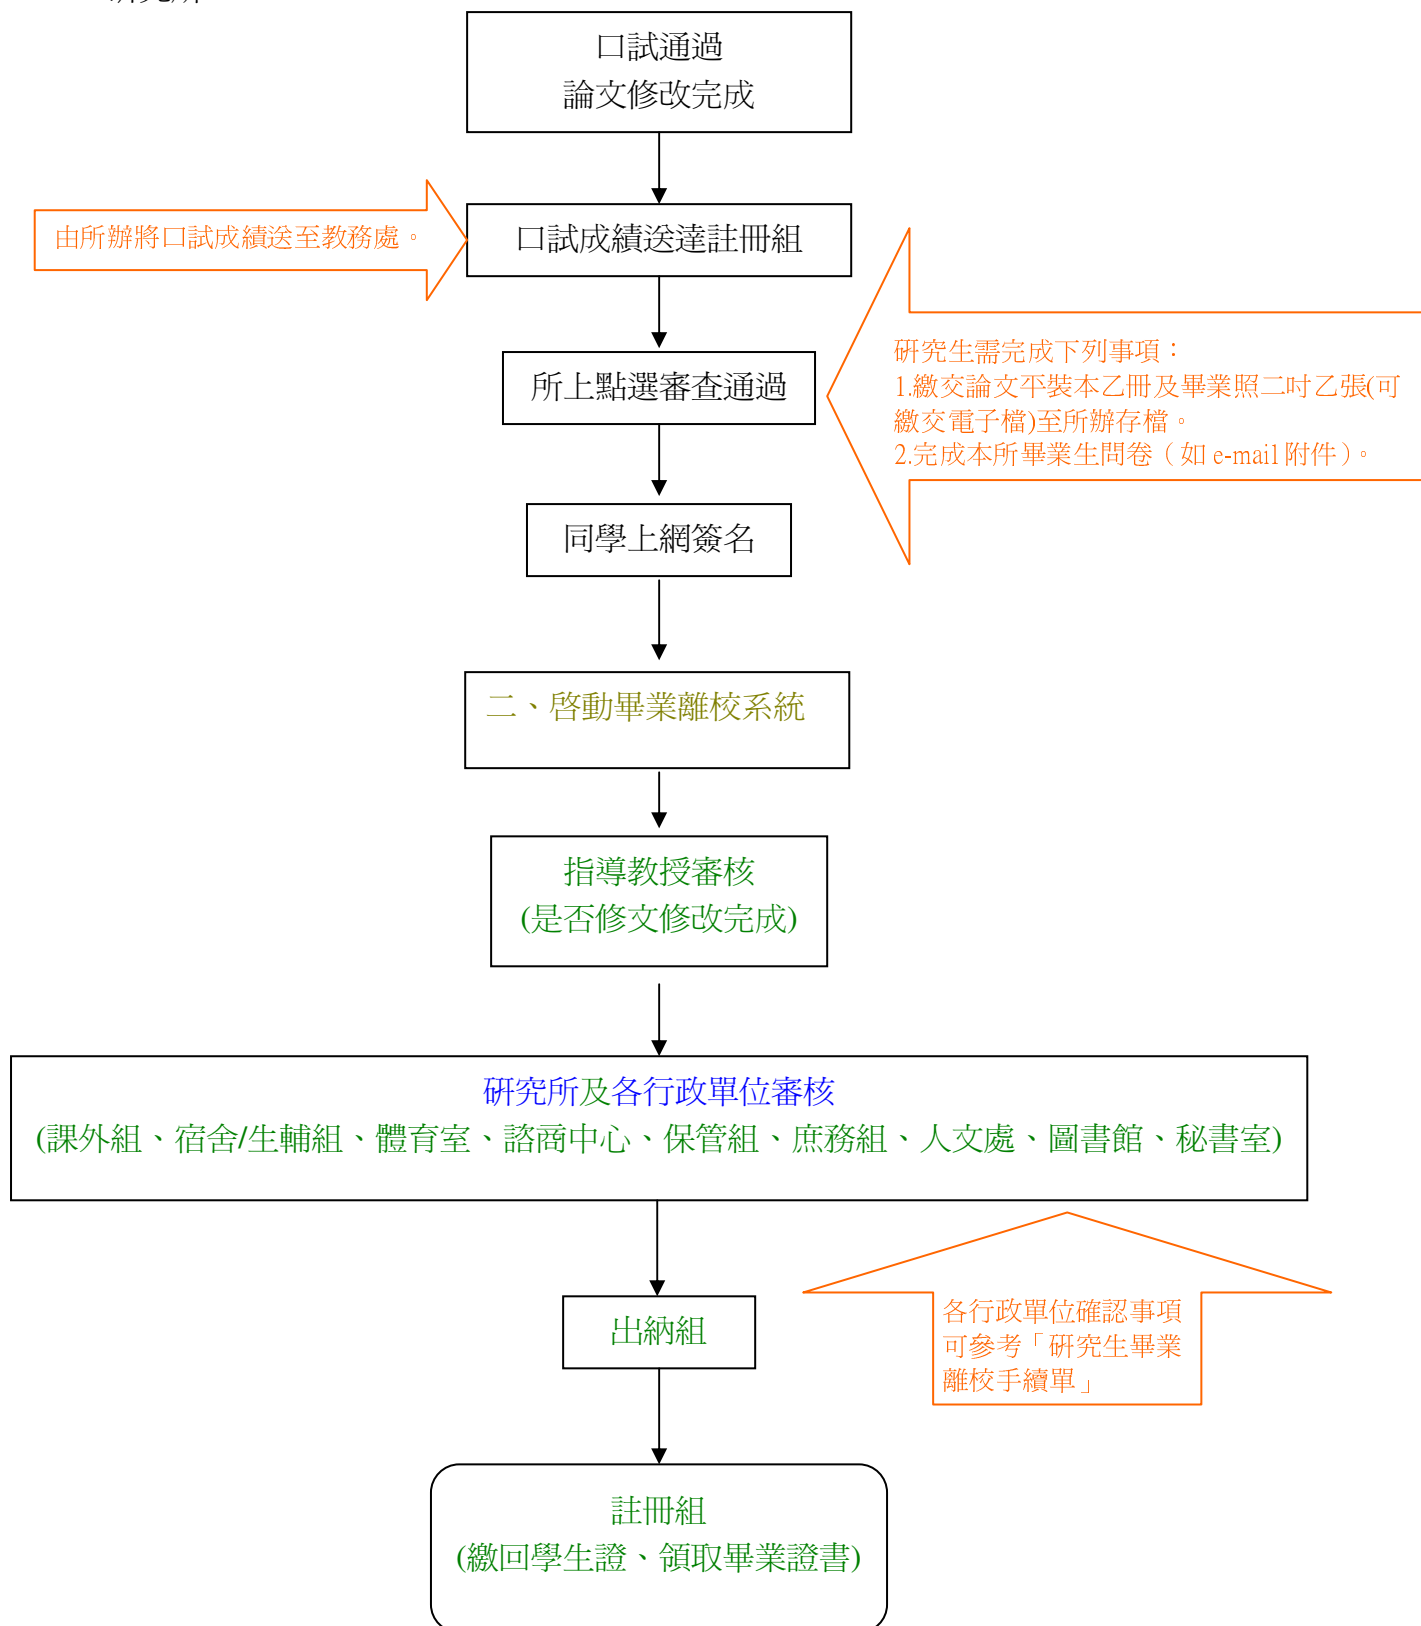 口試通過
論文修改完成
由所辦將口試成績送至教務處。
口試成績送達註冊組
所上點選審查通過
研究生需完成下列事項：
1.繳交論文平裝本乙冊及畢業照二吋乙張(可
繳交電子檔)至所辦存檔。
2.完成本所畢業生問卷（如 e-mail 附件）。
同學上網簽名
二、啓動畢業離校系統
指導教授審核
(是否修文修改完成)
研究所及各行政單位審核
(課外組、宿舍/生輔組、體育室、諮商中心、保管組、庶務組、人文處、圖書館、秘書室)
出納組
各行政單位確認事項
可參考「研究生畢業
離校手續單」
註冊組
(繳回學生證、領取畢業證書)